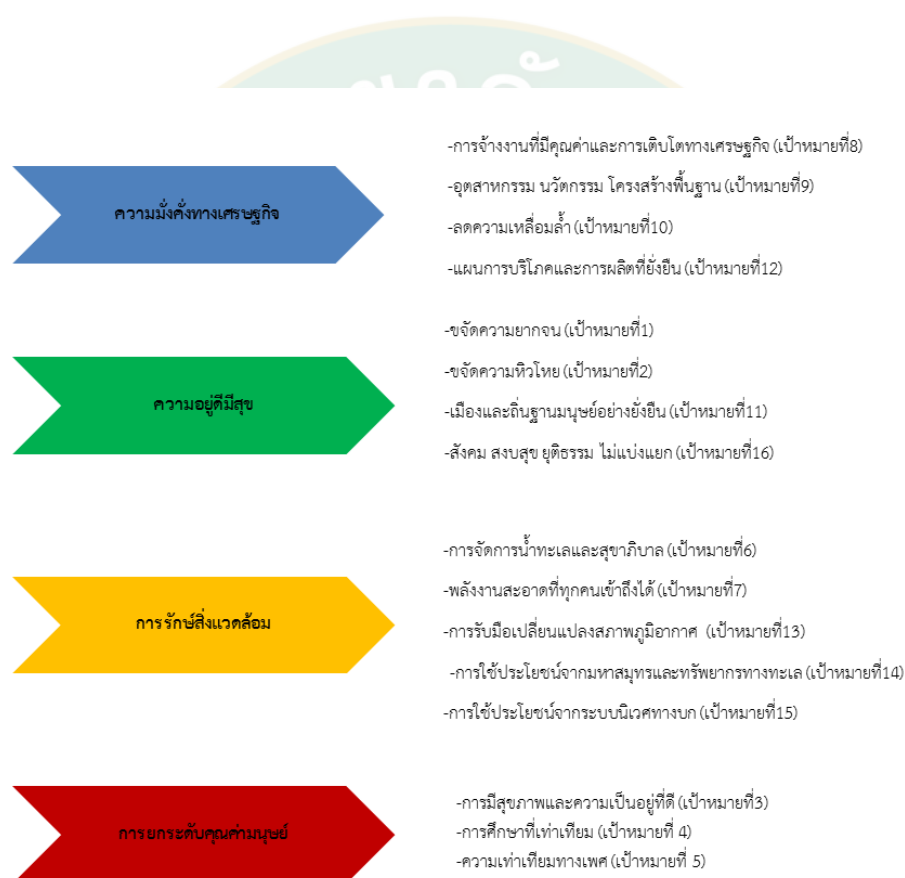 ความมั่งคั่งทางเศรษฐกิจ
-การจ้างงานที่มีคุณค่าและการเติบโตทางเศรษฐกิจ (เป้าหมายที่8)
-อุตสาหกรรม นวัตกรรม โครงสร้างพื้นฐาน (เป้าหมายที่9)
-ลดความเหลื่อมล้ำ (เป้าหมายที่10)
-แผนการบริโภคและการผลิตที่ยั่งยืน (เป้าหมายที่12)
ความอยู่ดีมีสุข
-ขจัดความยากจน (เป้าหมายที่1)
-ขจัดความหิวโหย (เป้าหมายที่2)
-เมืองและถิ่นฐานมนุษย์อย่างยั่งยืน (เป้าหมายที่11)
-สังคม สงบสุข ยุติธรรม ไม่แบ่งแยก (เป้าหมายที่16)
การรักษ์สิ่งแวดล้อม
-การจัดการน้ำทะเลและสุขาภิบาล (เป้าหมายที่6)
-พลังงานสะอาดที่ทุกคนเข้าถึงได้ (เป้าหมายที่7)
-การรับมือเปลี่ยนแปลงสภาพภูมิอากาศ (เป้าหมายที่13)
-การใช้ประโยชน์จากมหาสมุทรและทรัพยากรทางทะเล (เป้าหมายที่14)
-การใช้ประโยชน์จากระบบนิเวศทางบก (เป้าหมายที่15)
การยกระดับคุณค่ามนุษย์
-การมีสุขภาพและความเป็นอยู่ที่ดี (เป้าหมายที่3)
-การศึกษาที่เท่าเทียม (เป้าหมายที่ 4)
-ความเท่าเทียมทางเพศ (เป้าหมายที่ 5)